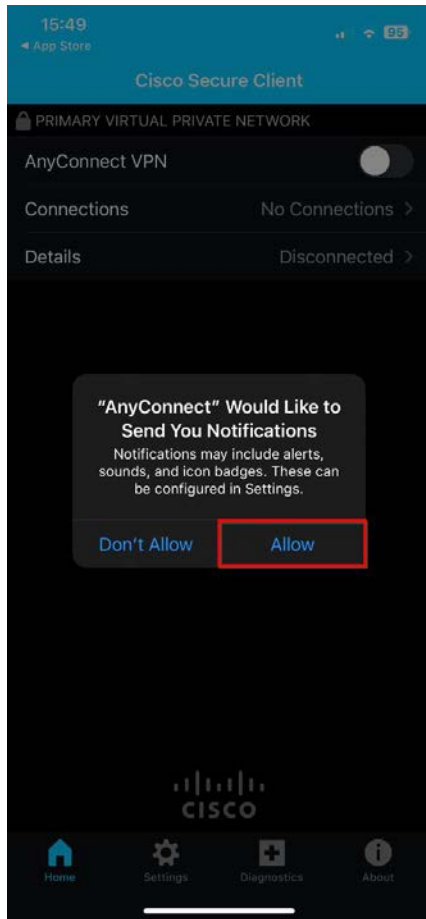 15:49
95
◀ App Store
Cisco Secure Client
PRIMARY VIRTUAL PRIVATE NETWORK
AnyConnect VPN
Connections No Connections >
Details Disconnected >
"AnyConnect" Would Like to
Send You Notifications
Notifications may include alerts,
sounds, and icon badges. These can
be configured in Settings.
Don't Allow Allow
CISCO
Home Settings Diagnostics About